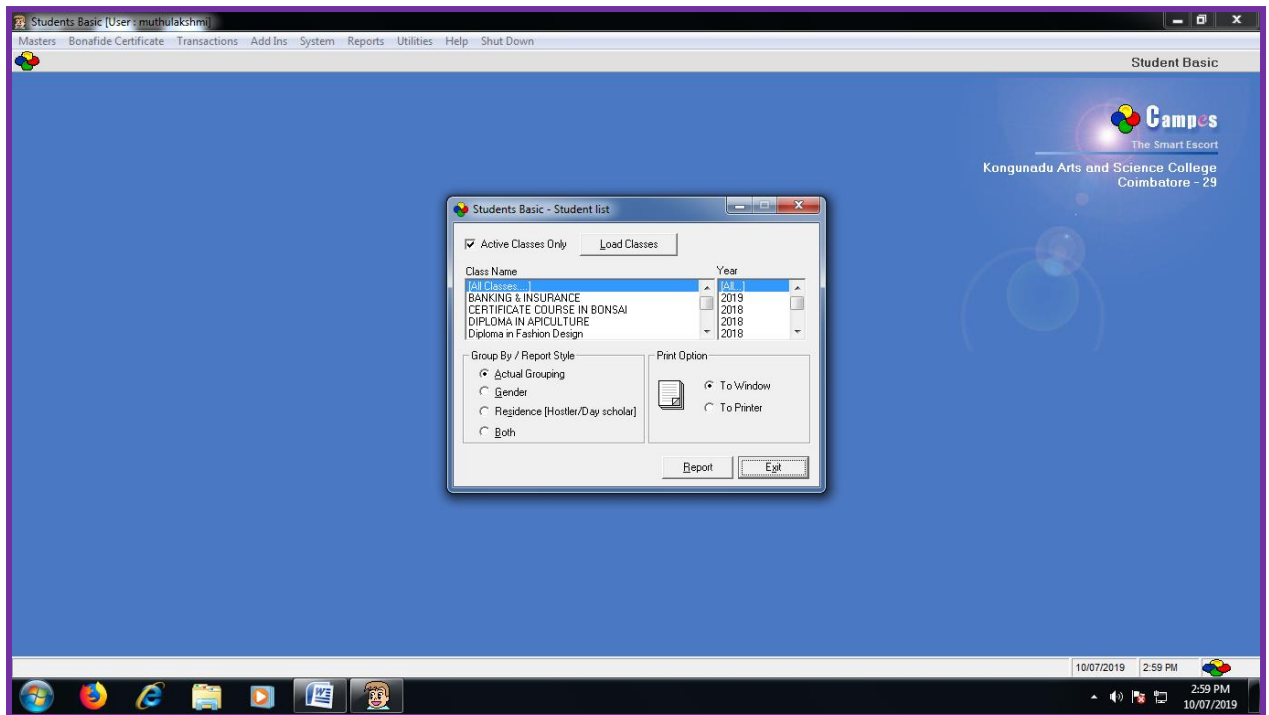 Students Basic [User : muthulakshmi]
Masters Bonafide Certificate Transactions Add Ins System Reports Utilities Help Shut Down
Student Basic
Campes
The Smart Escort
Kongunadu Arts and Science College
Coimbatore - 29
Students Basic - Student list
Active Classes Only Load Classes
Class Name Year
[All Classes....] [All...]
BANKING & INSURANCE 2019
CERTIFICATE COURSE IN BONSAI 2018
DIPLOMA IN APICULTURE 2018
Diploma in Fashion Design 2018
Group By / Report Style Print Option
Actual Grouping To Window
Gender
Residence [Hostler/Day scholar] To Printer
Both
Report Exit
10/07/2019 2:59 PM
2:59 PM
10/07/2019